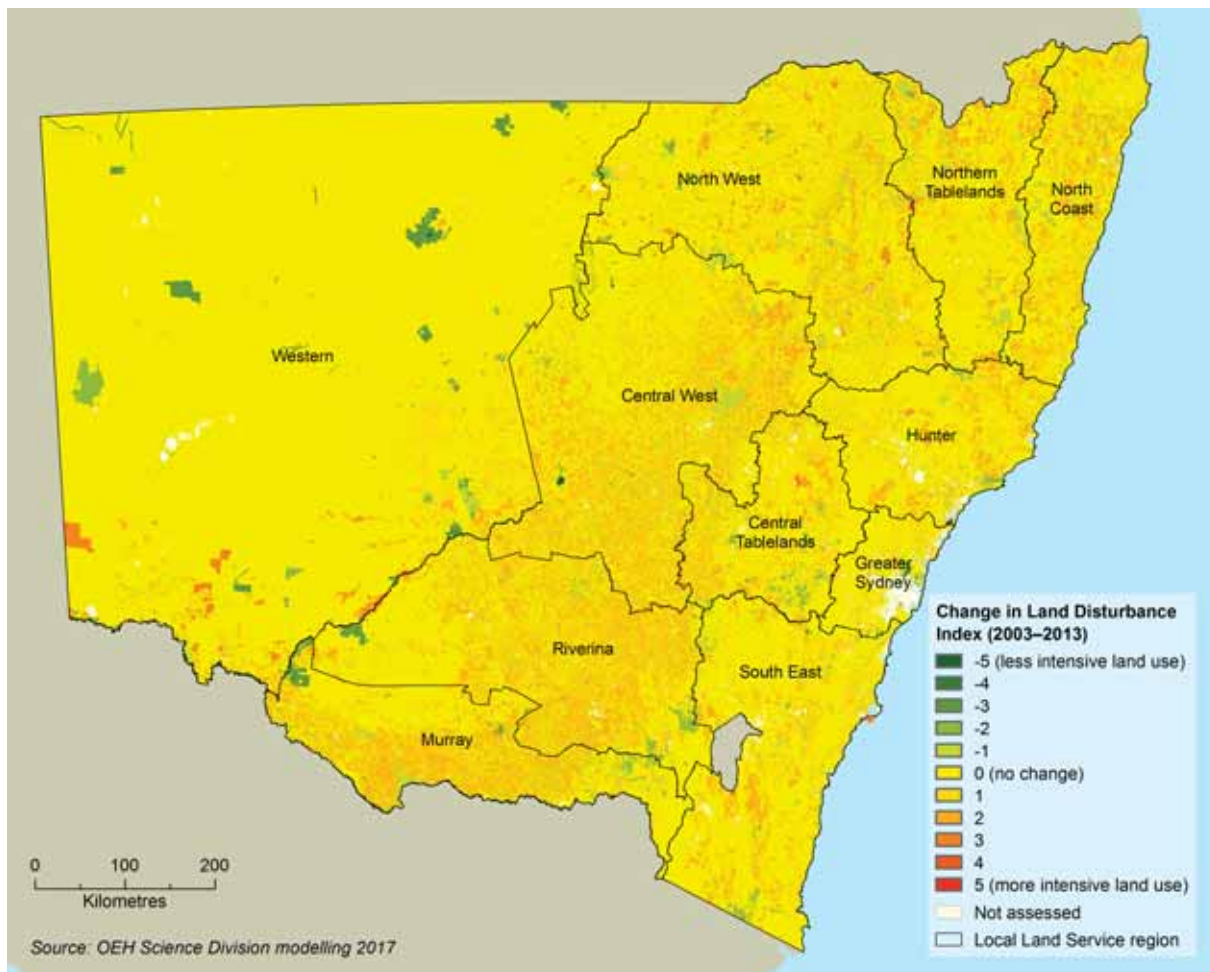 North West
Northern
Tablelands
North
Coast
Western
Central West
Hunter
Central
Tablelands
Greater
Sydney
Riverina
South East
Murray
Change in Land Disturbance
Index (2003–2013)
-5 (less intensive land use)
-4
-3
-2
-1
0 (no change)
1
2
3
4
5 (more intensive land use)
Not assessed
Local Land Service region
0 100 200
Kilometres
Source: OEH Science Division modelling 2017